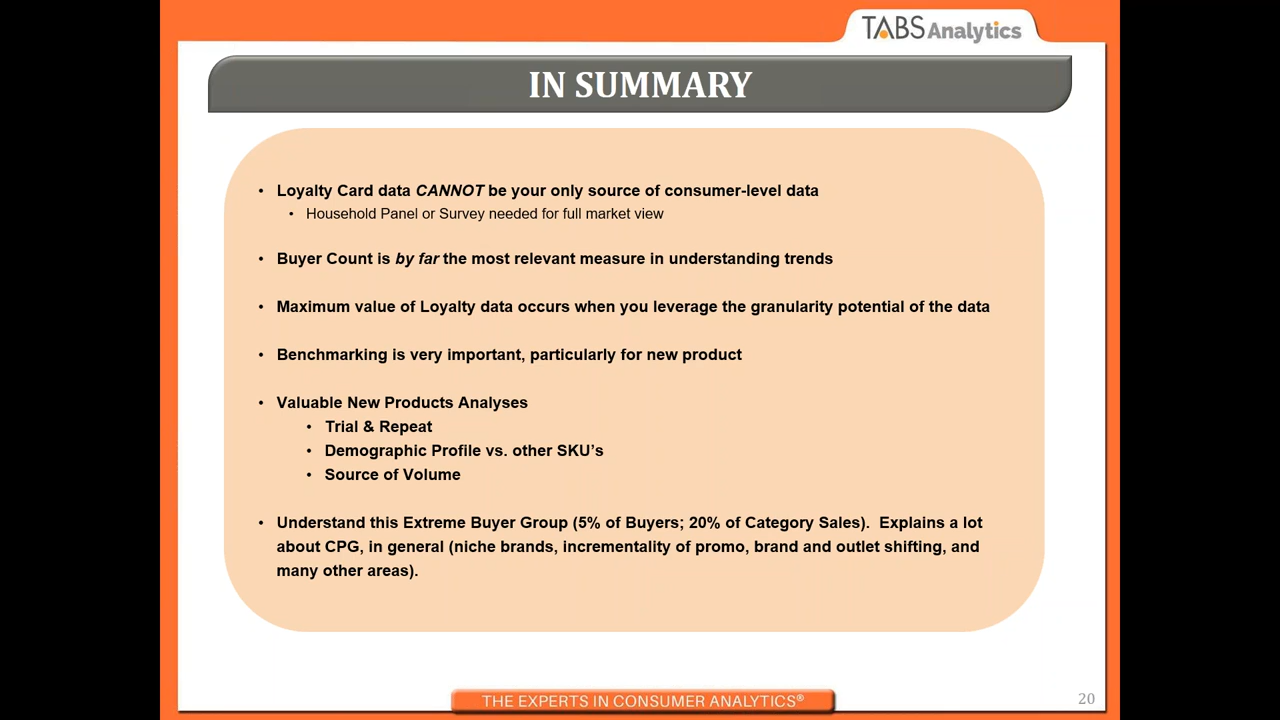 TABS Analytics
IN SUMMARY
• Loyalty Card data CANNOT be your only source of consumer-level data
• Household Panel or Survey needed for full market view
• Buyer Count is by far the most relevant measure in understanding trends
• Maximum value of Loyalty data occurs when you leverage the granularity potential of the data
• Benchmarking is very important, particularly for new product
• Valuable New Products Analyses
• Trial & Repeat
• Demographic Profile vs. other SKU’s
• Source of Volume
• Understand this Extreme Buyer Group (5% of Buyers; 20% of Category Sales).  Explains a lot
about CPG, in general (niche brands, incrementality of promo, brand and outlet shifting, and
many other areas).
THE EXPERTS IN CONSUMER ANALYTICS®
20